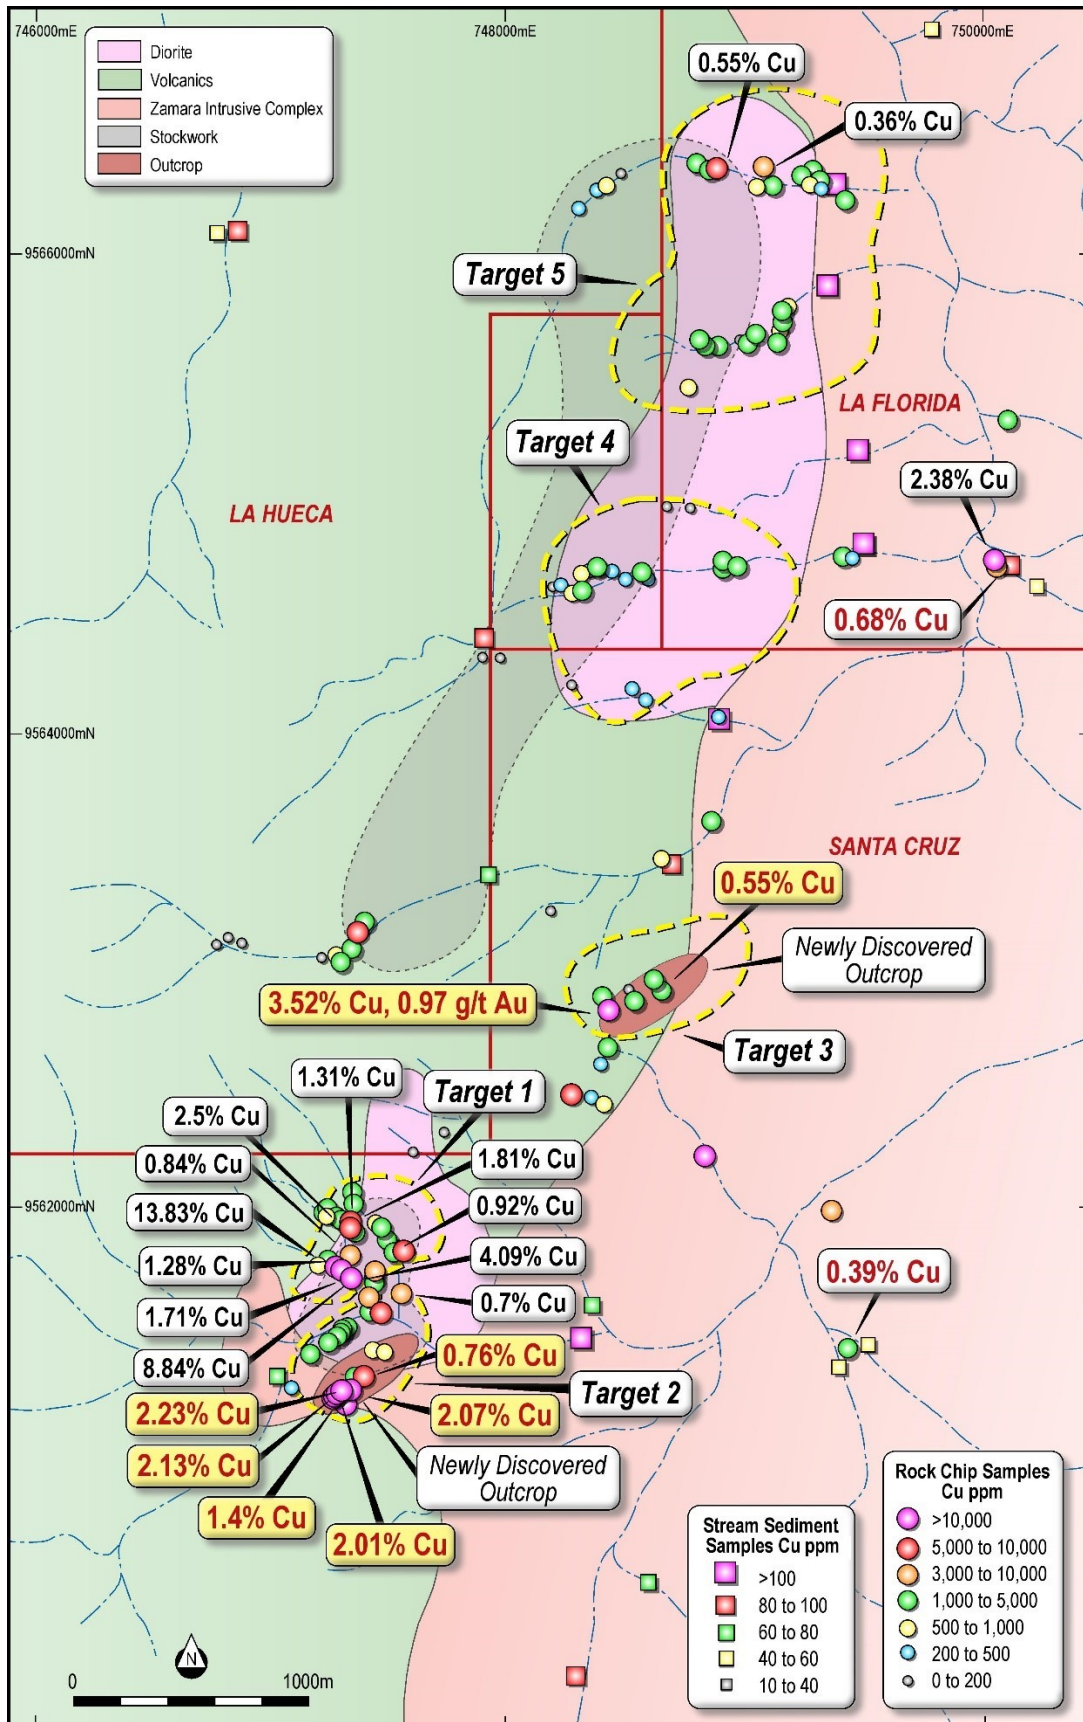 746000mE
748000mE
750000mE
Diorite
Volcanics
Zamara Intrusive Complex
Stockwork
Outcrop
0.55% Cu
0.36% Cu
9566000mN
Target 5
LA FLORIDA
Target 4
2.38% Cu
LA HUECA
0.68% Cu
9564000mN
SANTA CRUZ
0.55% Cu
Newly Discovered
Outcrop
3.52% Cu, 0.97 g/t Au
Target 3
1.31% Cu
Target 1
2.5% Cu
0.84% Cu
1.81% Cu
13.83% Cu
9562000mN
0.92% Cu
1.28% Cu
4.09% Cu
0.39% Cu
1.71% Cu
0.7% Cu
8.84% Cu
0.76% Cu
Target 2
2.23% Cu
2.07% Cu
2.13% Cu
Newly Discovered
Outcrop
1.4% Cu
2.01% Cu
Stream Sediment
Samples Cu ppm
>100
80 to 100
60 to 80
40 to 60
10 to 40
Rock Chip Samples
Cu ppm
>10,000
5,000 to 10,000
3,000 to 10,000
1,000 to 5,000
500 to 1,000
200 to 500
0 to 200
N
0
1000m